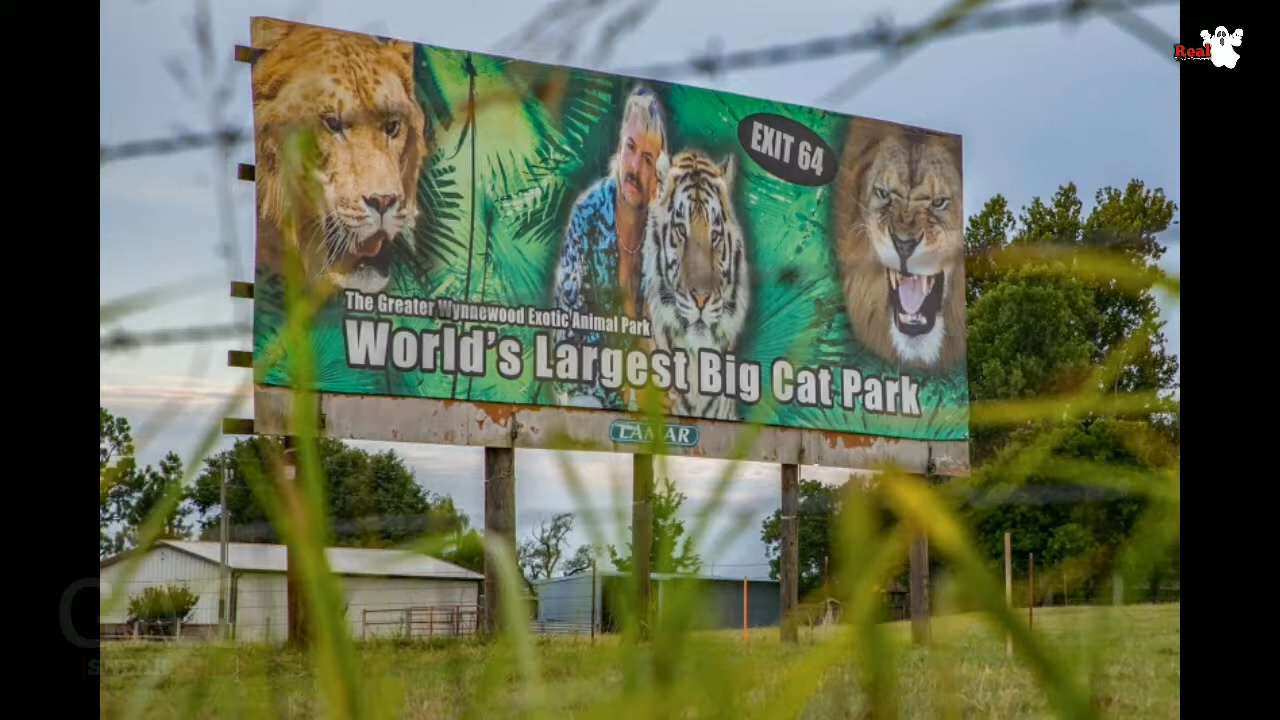 Real
EXIT 64
The Greater Wynnewood Exotic Animal Park
World's Largest Big Cat Park
LAMAR